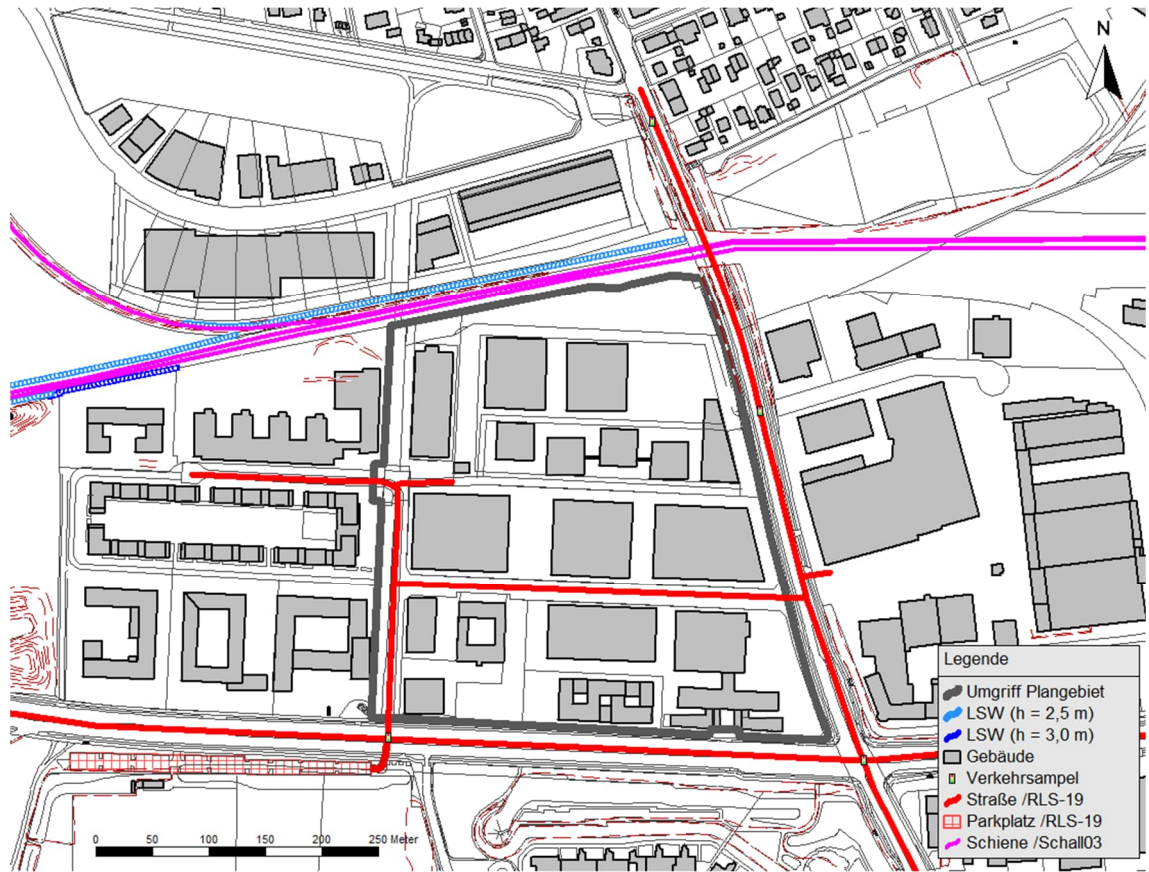 N
Legende
Umgriff Plangebiet
LSW (h = 2,5 m)
LSW (h = 3,0 m)
Gebäude
Verkehrsampel
Straße /RLS-19
Parkplatz /RLS-19
Schiene /Schall03
0 50 100 150 200 250 Meter